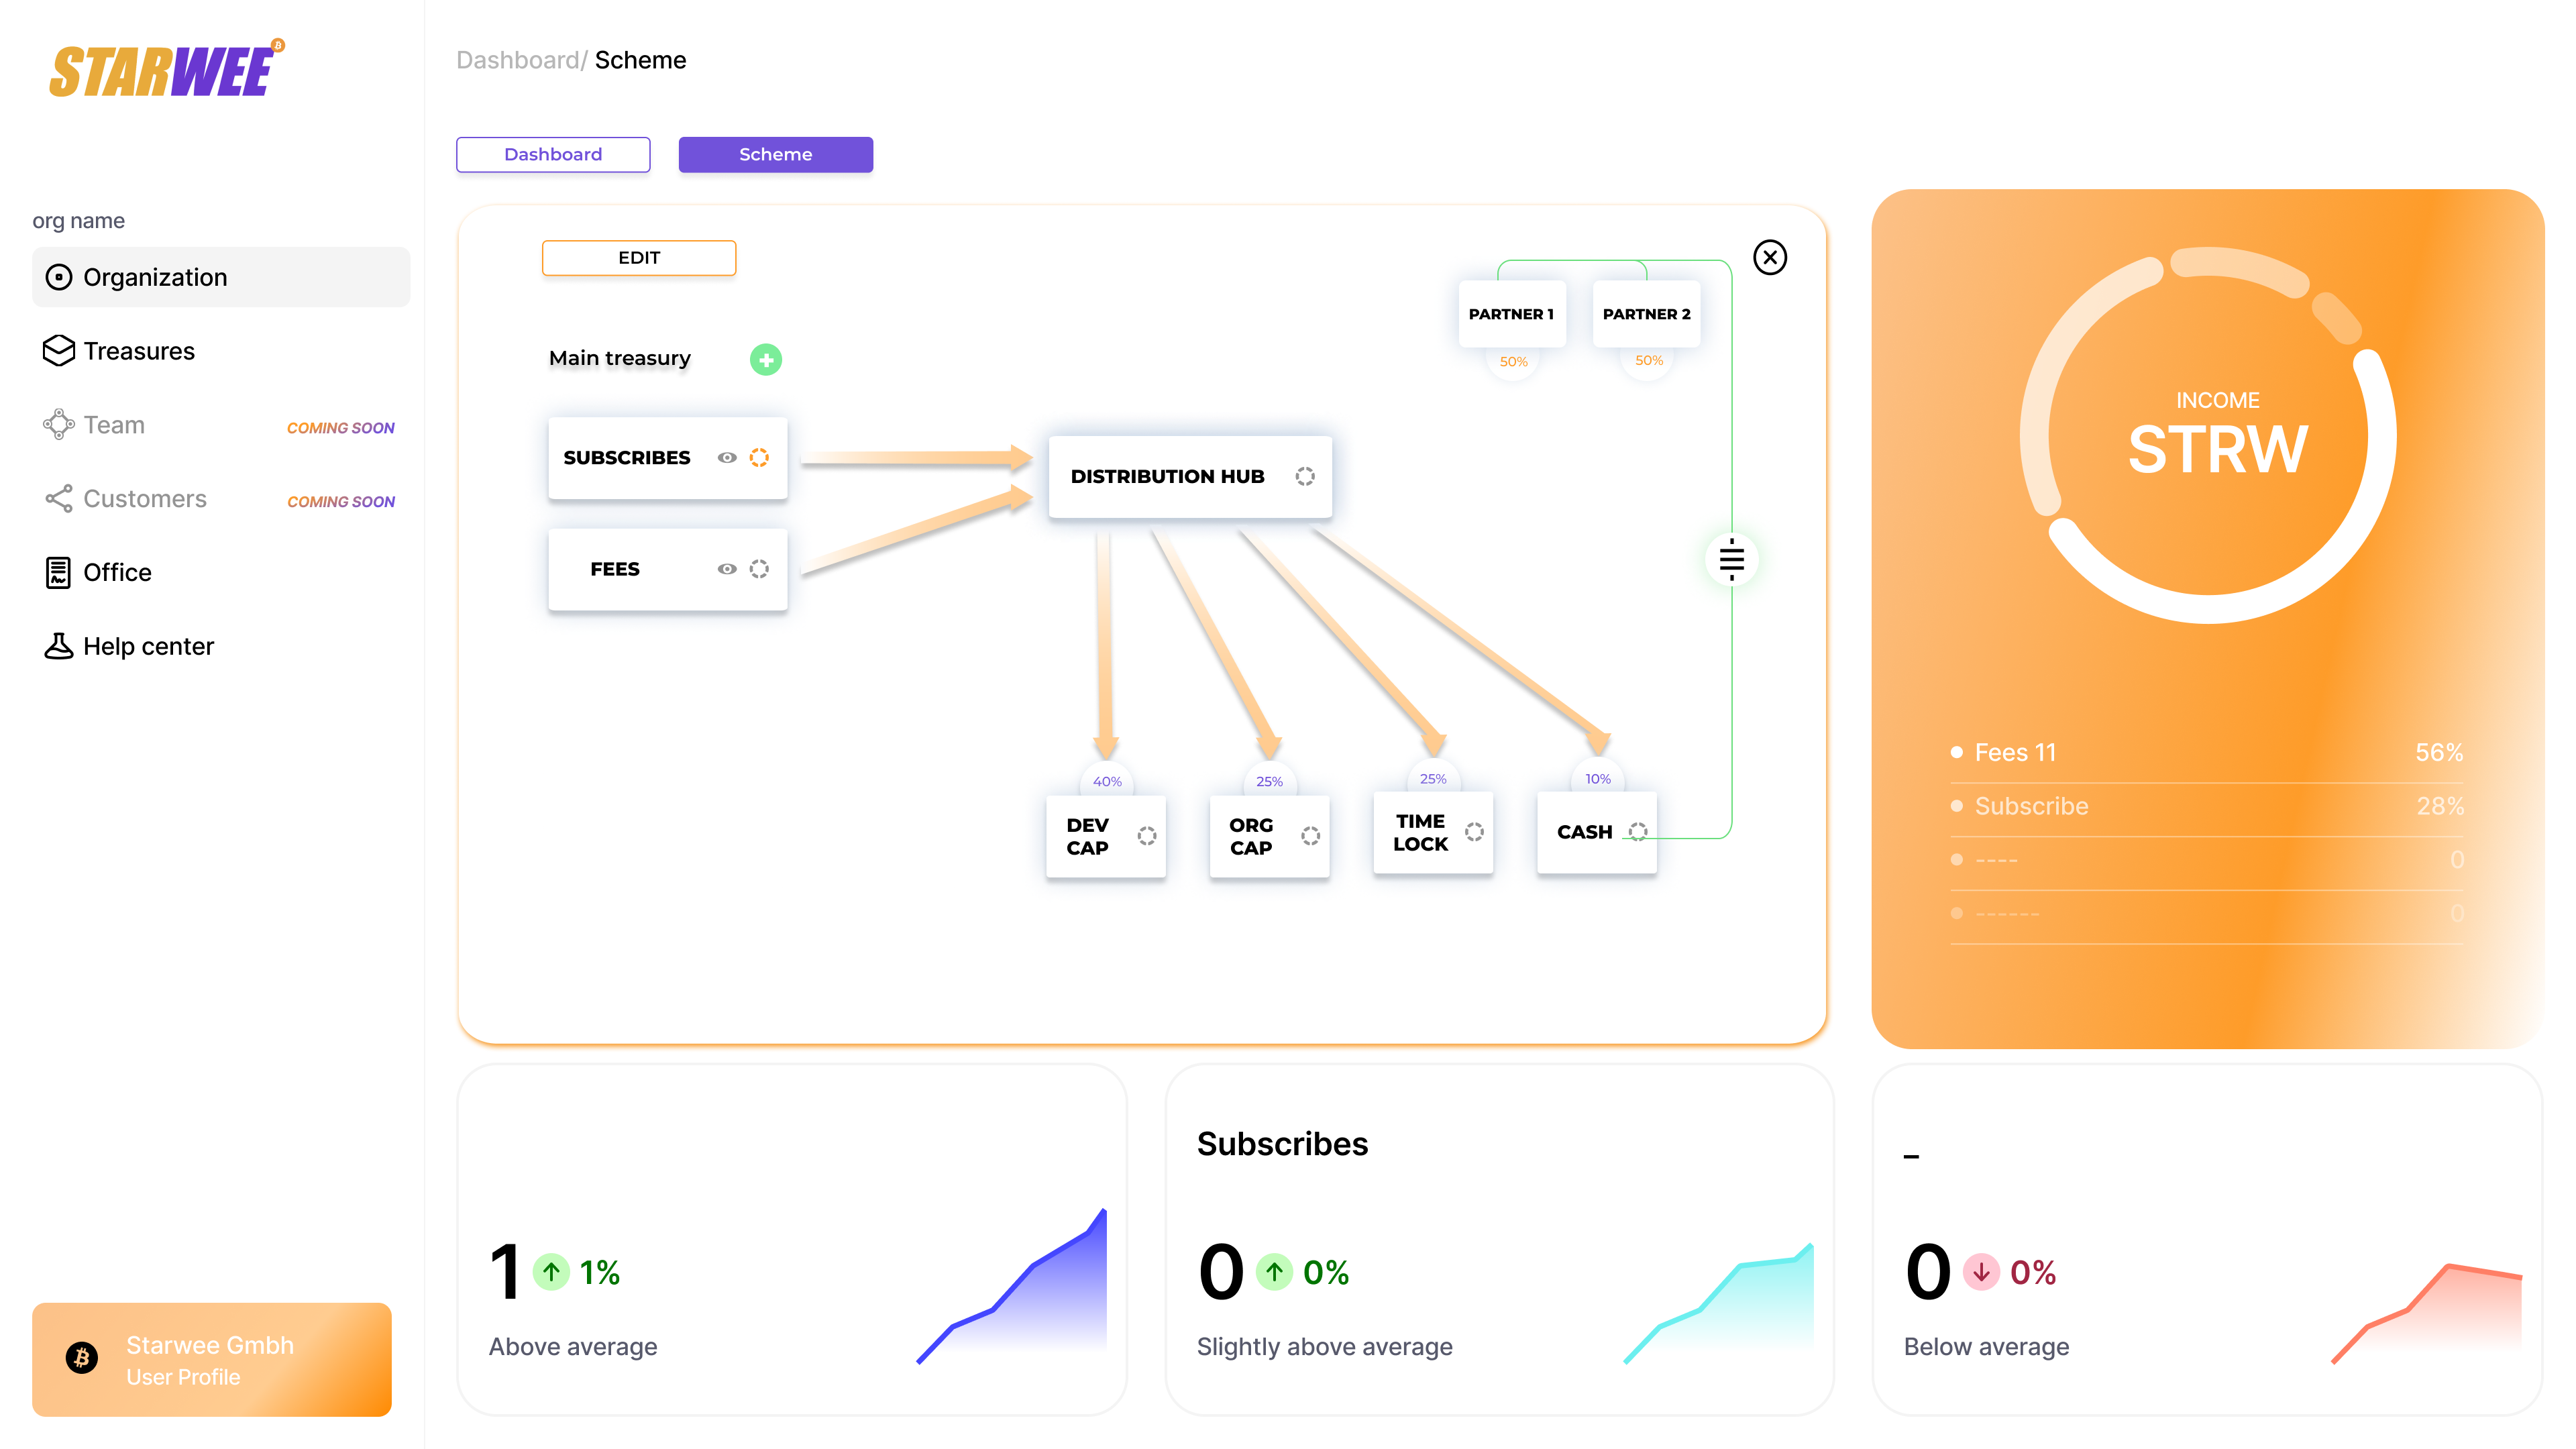 STARWEE
org name
Organization
Treasures
Team
COMING SOON
Customers
COMING SOON
Office
Help center
Starwee Gmbh
User Profile
Dashboard/ Scheme
Dashboard
Scheme
EDIT
Main treasury
SUBSCRIBES
FEES
DISTRIBUTION HUB
PARTNER 1
PARTNER 2
50%
50%
40%
25%
25%
10%
DEV
CAP
ORG
CAP
TIME
LOCK
CASH
INCOME
STRW
Fees 11 56%
Subscribe 28%
---- 0
------ 0
1
1%
Above average
Subscribes
0
0%
Slightly above average
–
0
0%
Below average